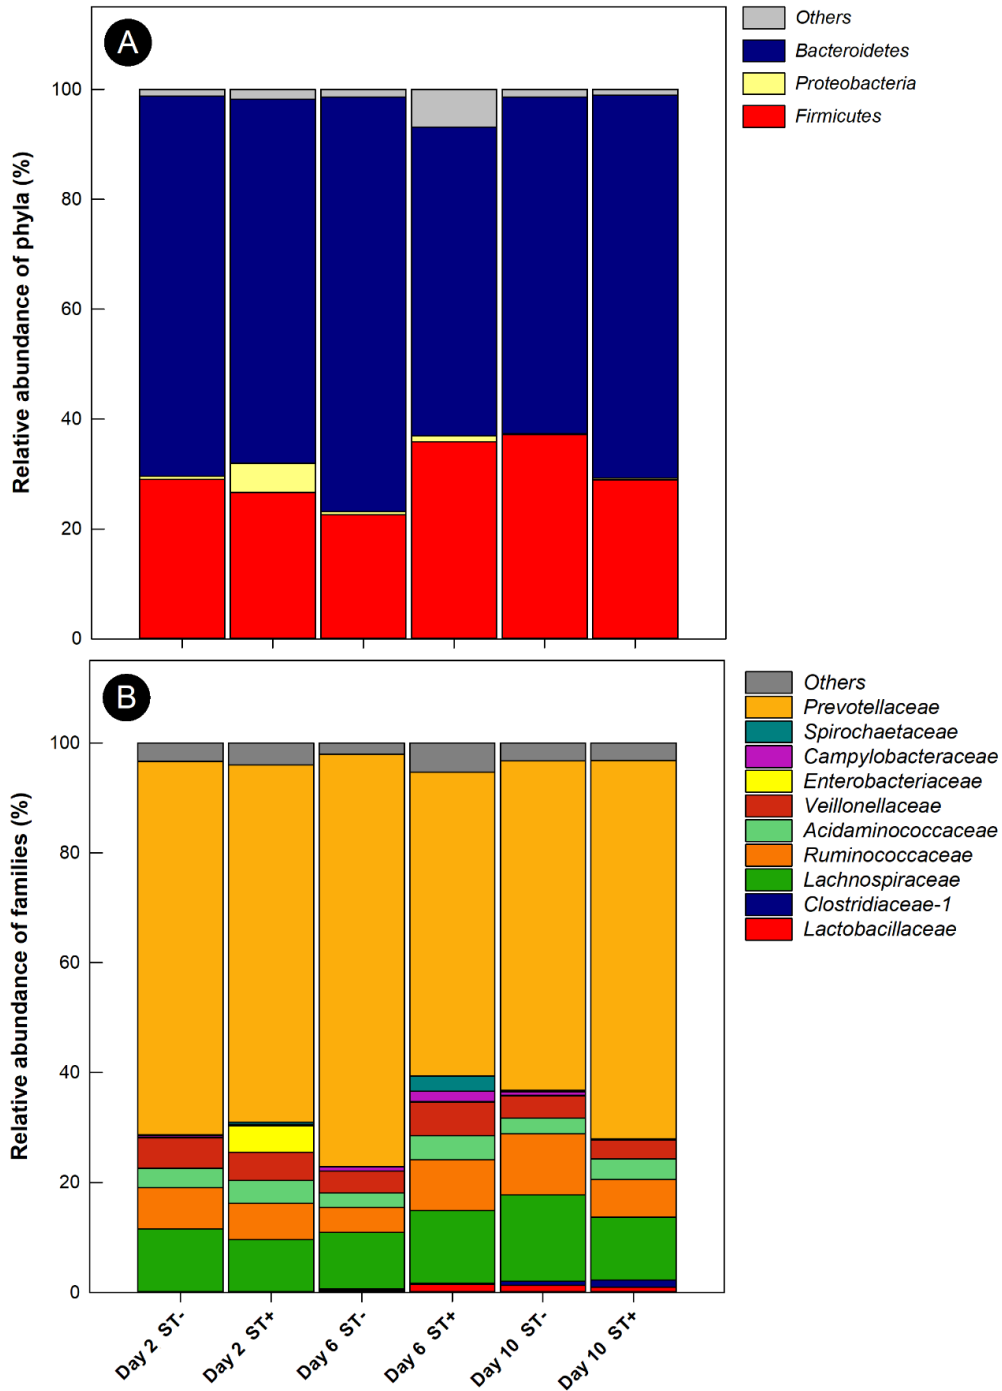 A
Others
Bacteroidetes
Proteobacteria
Firmicutes
Relative abundance of phyla (%)
100
80
60
40
20
0
B
Others
Prevotellaceae
Spirochaetaceae
Campylobacteraceae
Enterobacteriaceae
Veillonellaceae
Acidaminococcaceae
Ruminococcaceae
Lachnospiraceae
Clostridiaceae-1
Lactobacillaceae
Relative abundance of families (%)
100
80
60
40
20
0
Day 2 ST-
Day 2 ST+
Day 6 ST-
Day 6 ST+
Day 10 ST-
Day 10 ST+